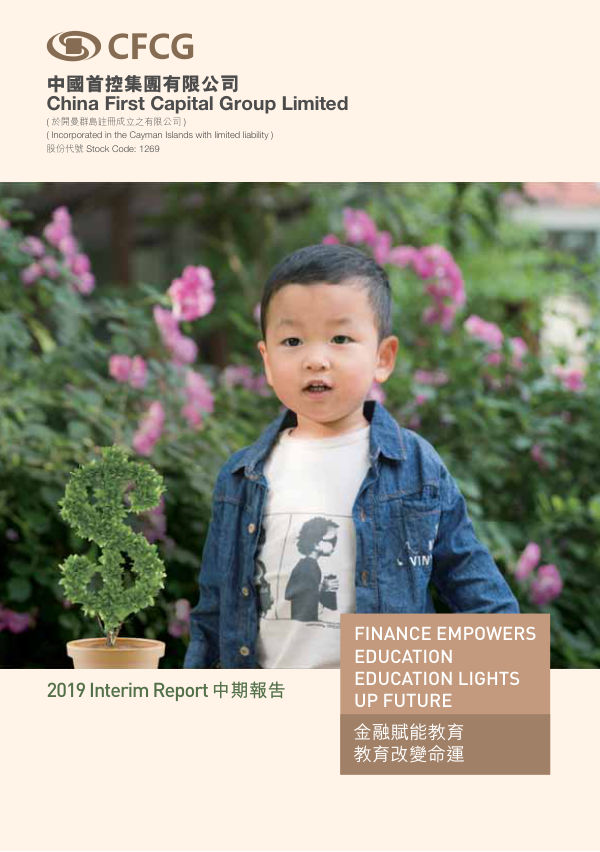 CFCG
中國首控集團有限公司
China First Capital Group Limited
( 於開曼群島註冊成立之有限公司 )
( Incorporated in the Cayman Islands with limited liability )
股份代號 Stock Code: 1269
2019 Interim Report 中期報告
FINANCE EMPOWERS
EDUCATION
EDUCATION LIGHTS
UP FUTURE
金融賦能教育
教育改變命運